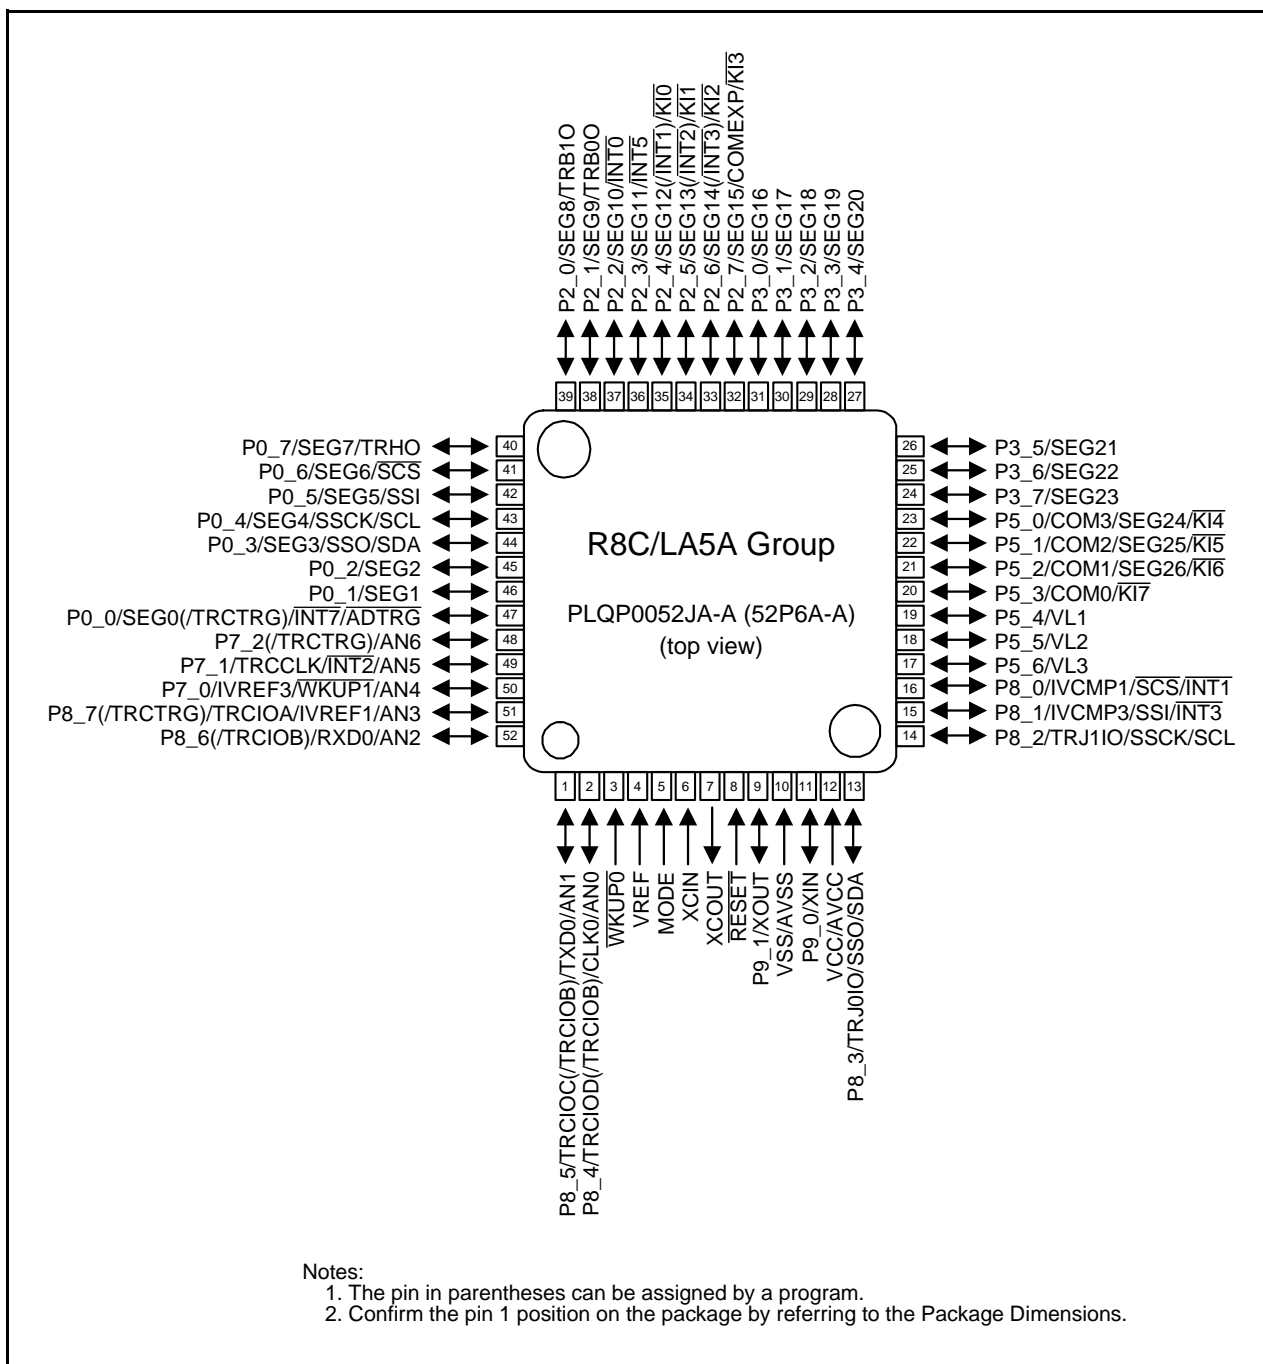 P2_0/SEG8/TRB1O
P2_1/SEG9/TRB0O
P2_2/SEG10/INT0
P2_3/SEG11/INT5
P2_4/SEG12(/INT1)/KI0
P2_5/SEG13(/INT2)/KI1
P2_6/SEG14(/INT3)/KI2
P2_7/SEG15/COMEXP/KI3
P3_0/SEG16
P3_1/SEG17
P3_2/SEG18
P3_3/SEG19
P3_4/SEG20
39 38 37 36 35 34 33 32 31 30 29 28 27
P0_7/SEG7/TRHO 40
P0_6/SEG6/SCS 41
P0_5/SEG5/SSI 42
P0_4/SEG4/SSCK/SCL 43
P0_3/SEG3/SSO/SDA 44
P0_2/SEG2 45
P0_1/SEG1 46
P0_0/SEG0(/TRCTRG)/INT7/ADTRG 47
P7_2(/TRCTRG)/AN6 48
P7_1/TRCCLK/INT2/AN5 49
P7_0/IVREF3/WKUP1/AN4 50
P8_7(/TRCTRG)/TRCIOA/IVREF1/AN3 51
P8_6(/TRCIOB)/RXD0/AN2 52
R8C/LA5A Group
PLQP0052JA-A (52P6A-A)
(top view)
26 P3_5/SEG21
25 P3_6/SEG22
24 P3_7/SEG23
23 P5_0/COM3/SEG24/KI4
22 P5_1/COM2/SEG25/KI5
21 P5_2/COM1/SEG26/KI6
20 P5_3/COM0/KI7
19 P5_4/VL1
18 P5_5/VL2
17 P5_6/VL3
16 P8_0/IVCMP1/SCS/INT1
15 P8_1/IVCMP3/SSI/INT3
14 P8_2/TRJ1IO/SSCK/SCL
1 2 3 4 5 6 7 8 9 10 11 12 13
P8_5/TRCIOC(/TRCIOB)/TXD0/AN1
P8_4/TRCIOD(/TRCIOB)/CLK0/AN0
WKUP0
VREF
MODE
XCIN
XCOUT
RESET
P9_1/XOUT
VSS/AVSS
P9_0/XIN
VCC/AVCC
P8_3/TRJ0IO/SSO/SDA
Notes:
1. The pin in parentheses can be assigned by a program.
2. Confirm the pin 1 position on the package by referring to the Package Dimensions.